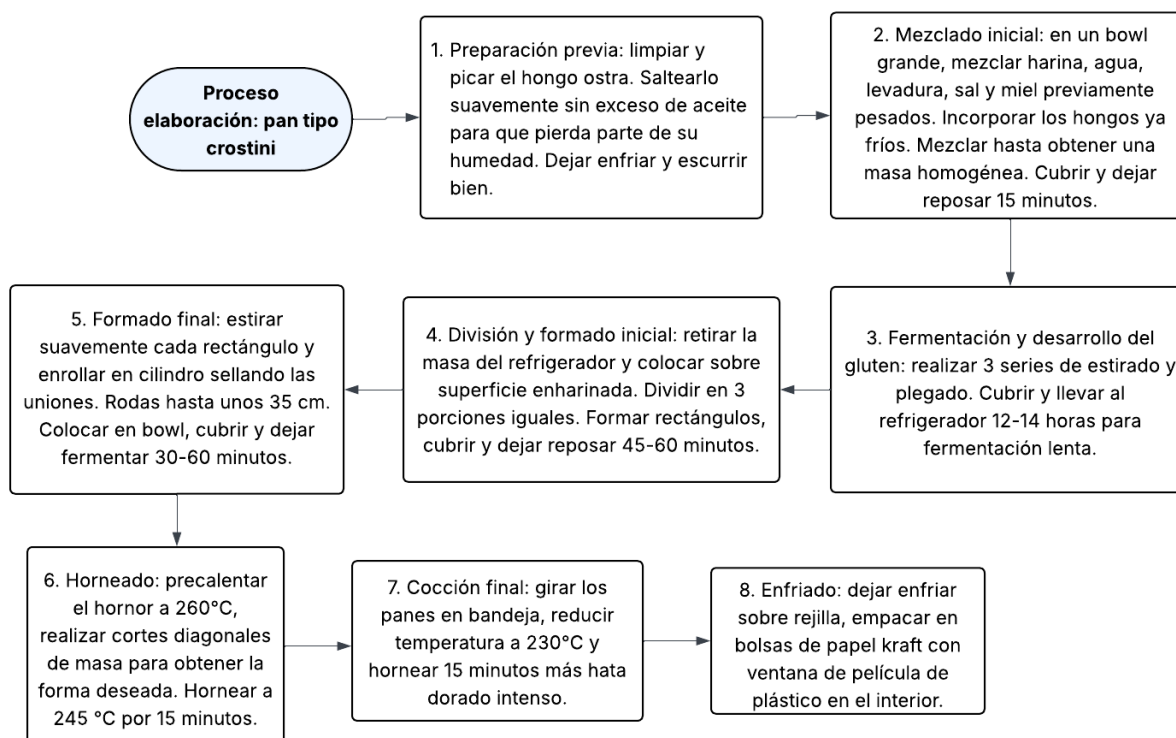 Proceso
elaboración: pan tipo
crostini
1. Preparación previa: limpiar y
picar el hongo ostra. Saltearlo
suavemente sin exceso de aceite
para que pierda parte de su
humedad. Dejar enfriar y escurrir
bien.
2. Mezclado inicial: en un bowl
grande, mezclar harina, agua,
levadura, sal y miel previamente
pesados. Incorporar los hongos ya
fríos. Mezclar hasta obtener una
masa homogénea. Cubrir y dejar
reposar 15 minutos.
3. Fermentación y desarrollo del
gluten: realizar 3 series de estirado y
plegado. Cubrir y llevar al
refrigerador 12-14 horas para
fermentación lenta.
4. División y formado inicial: retirar la
masa del refrigerador y colocar sobre
superficie enharinada. Dividir en 3
porciones iguales. Formar rectángulos,
cubrir y dejar reposar 45-60 minutos.
5. Formado final: estirar
suavemente cada rectángulo y
enrollar en cilindro sellando las
uniones. Rodas hasta unos 35 cm.
Colocar en bowl, cubrir y dejar
fermentar 30-60 minutos.
6. Horneado: precalentar
el hornor a 260°C,
realizar cortes diagonales
de masa para obtener la
forma deseada. Hornear a
245 °C por 15 minutos.
7. Cocción final: girar los
panes en bandeja, reducir
temperatura a 230°C y
hornear 15 minutos más hata
dorado intenso.
8. Enfriado: dejar enfriar
sobre rejilla, empacar en
bolsas de papel kraft con
ventana de película de
plástico en el interior.